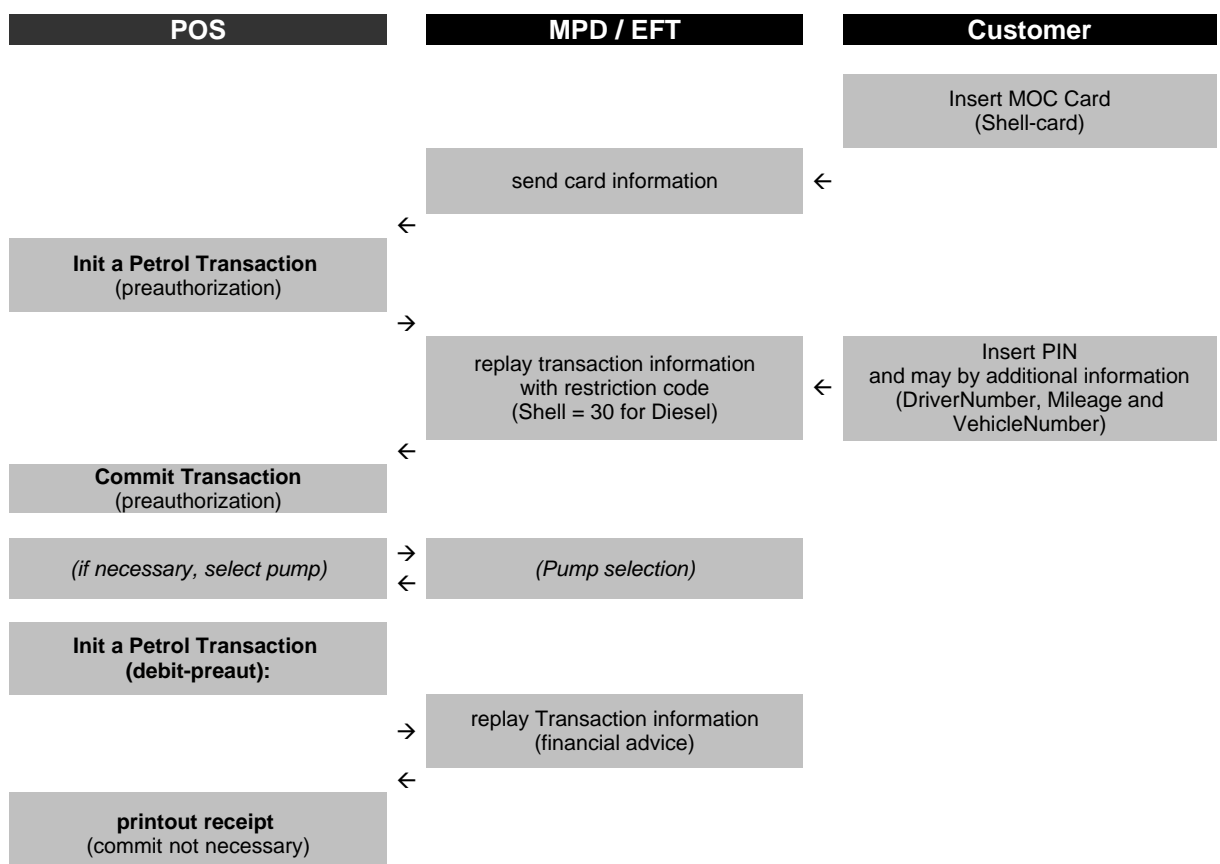 POS
MPD / EFT
Customer
Insert MOC Card
(Shell-card)
send card information
←
←
Init a Petrol Transaction
(preauthorization)
→
replay transaction information
with restriction code
(Shell = 30 for Diesel)
←
Insert PIN
and may by additional information
(DriverNumber, Mileage and
VehicleNumber)
←
Commit Transaction
(preauthorization)
(if necessary, select pump)
→
←
(Pump selection)
Init a Petrol Transaction
(debit-preaut):
→
replay Transaction information
(financial advice)
←
printout receipt
(commit not necessary)